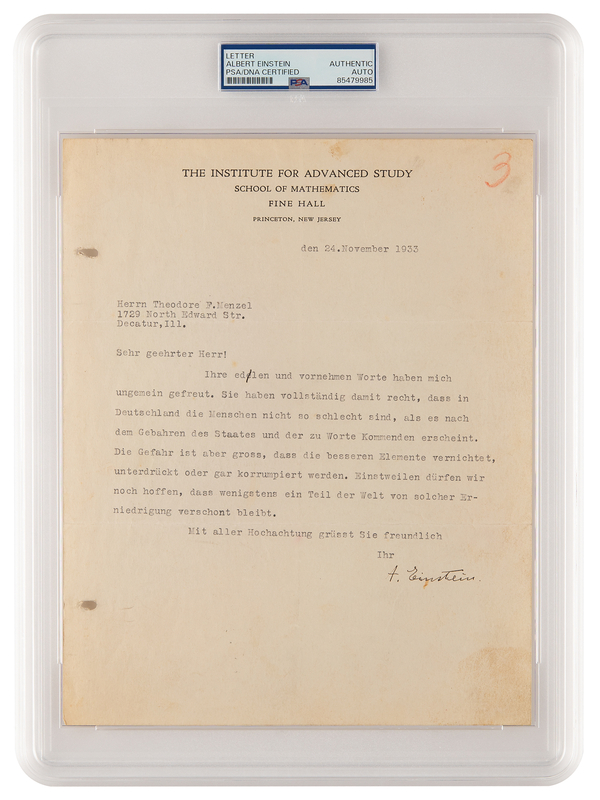 LETTER
ALBERT EINSTEIN AUTHENTIC
PSA/DNA CERTIFIED AUTO
PSA 85479985
THE INSTITUTE FOR ADVANCED STUDY
SCHOOL OF MATHEMATICS
FINE HALL
PRINCETON, NEW JERSEY
3
den 24.November 1933
Herrn Theodore F.Menzel
1729 North Edward Str.
Decatur,Ill.
Sehr geehrter Herr!
Ihre edlen und vornehmen Worte haben mich
ungemein gefreut. Sie haben vollständig damit recht, dass in
Deutschland die Menschen nicht so schlecht sind, als es nach
dem Gebahren des Staates und der zu Worte Kommenden erscheint.
Die Gefahr ist aber gross, dass die besseren Elemente vernichtet,
unterdrückt oder gar korrumpiert werden. Einstweilen dürfen wir
noch hoffen, dass wenigstens ein Teil der Welt von solcher Er-
niedrigung verschont bleibt.
Mit aller Hochachtung grüsst Sie freundlich
Ihr
A. Einstein.